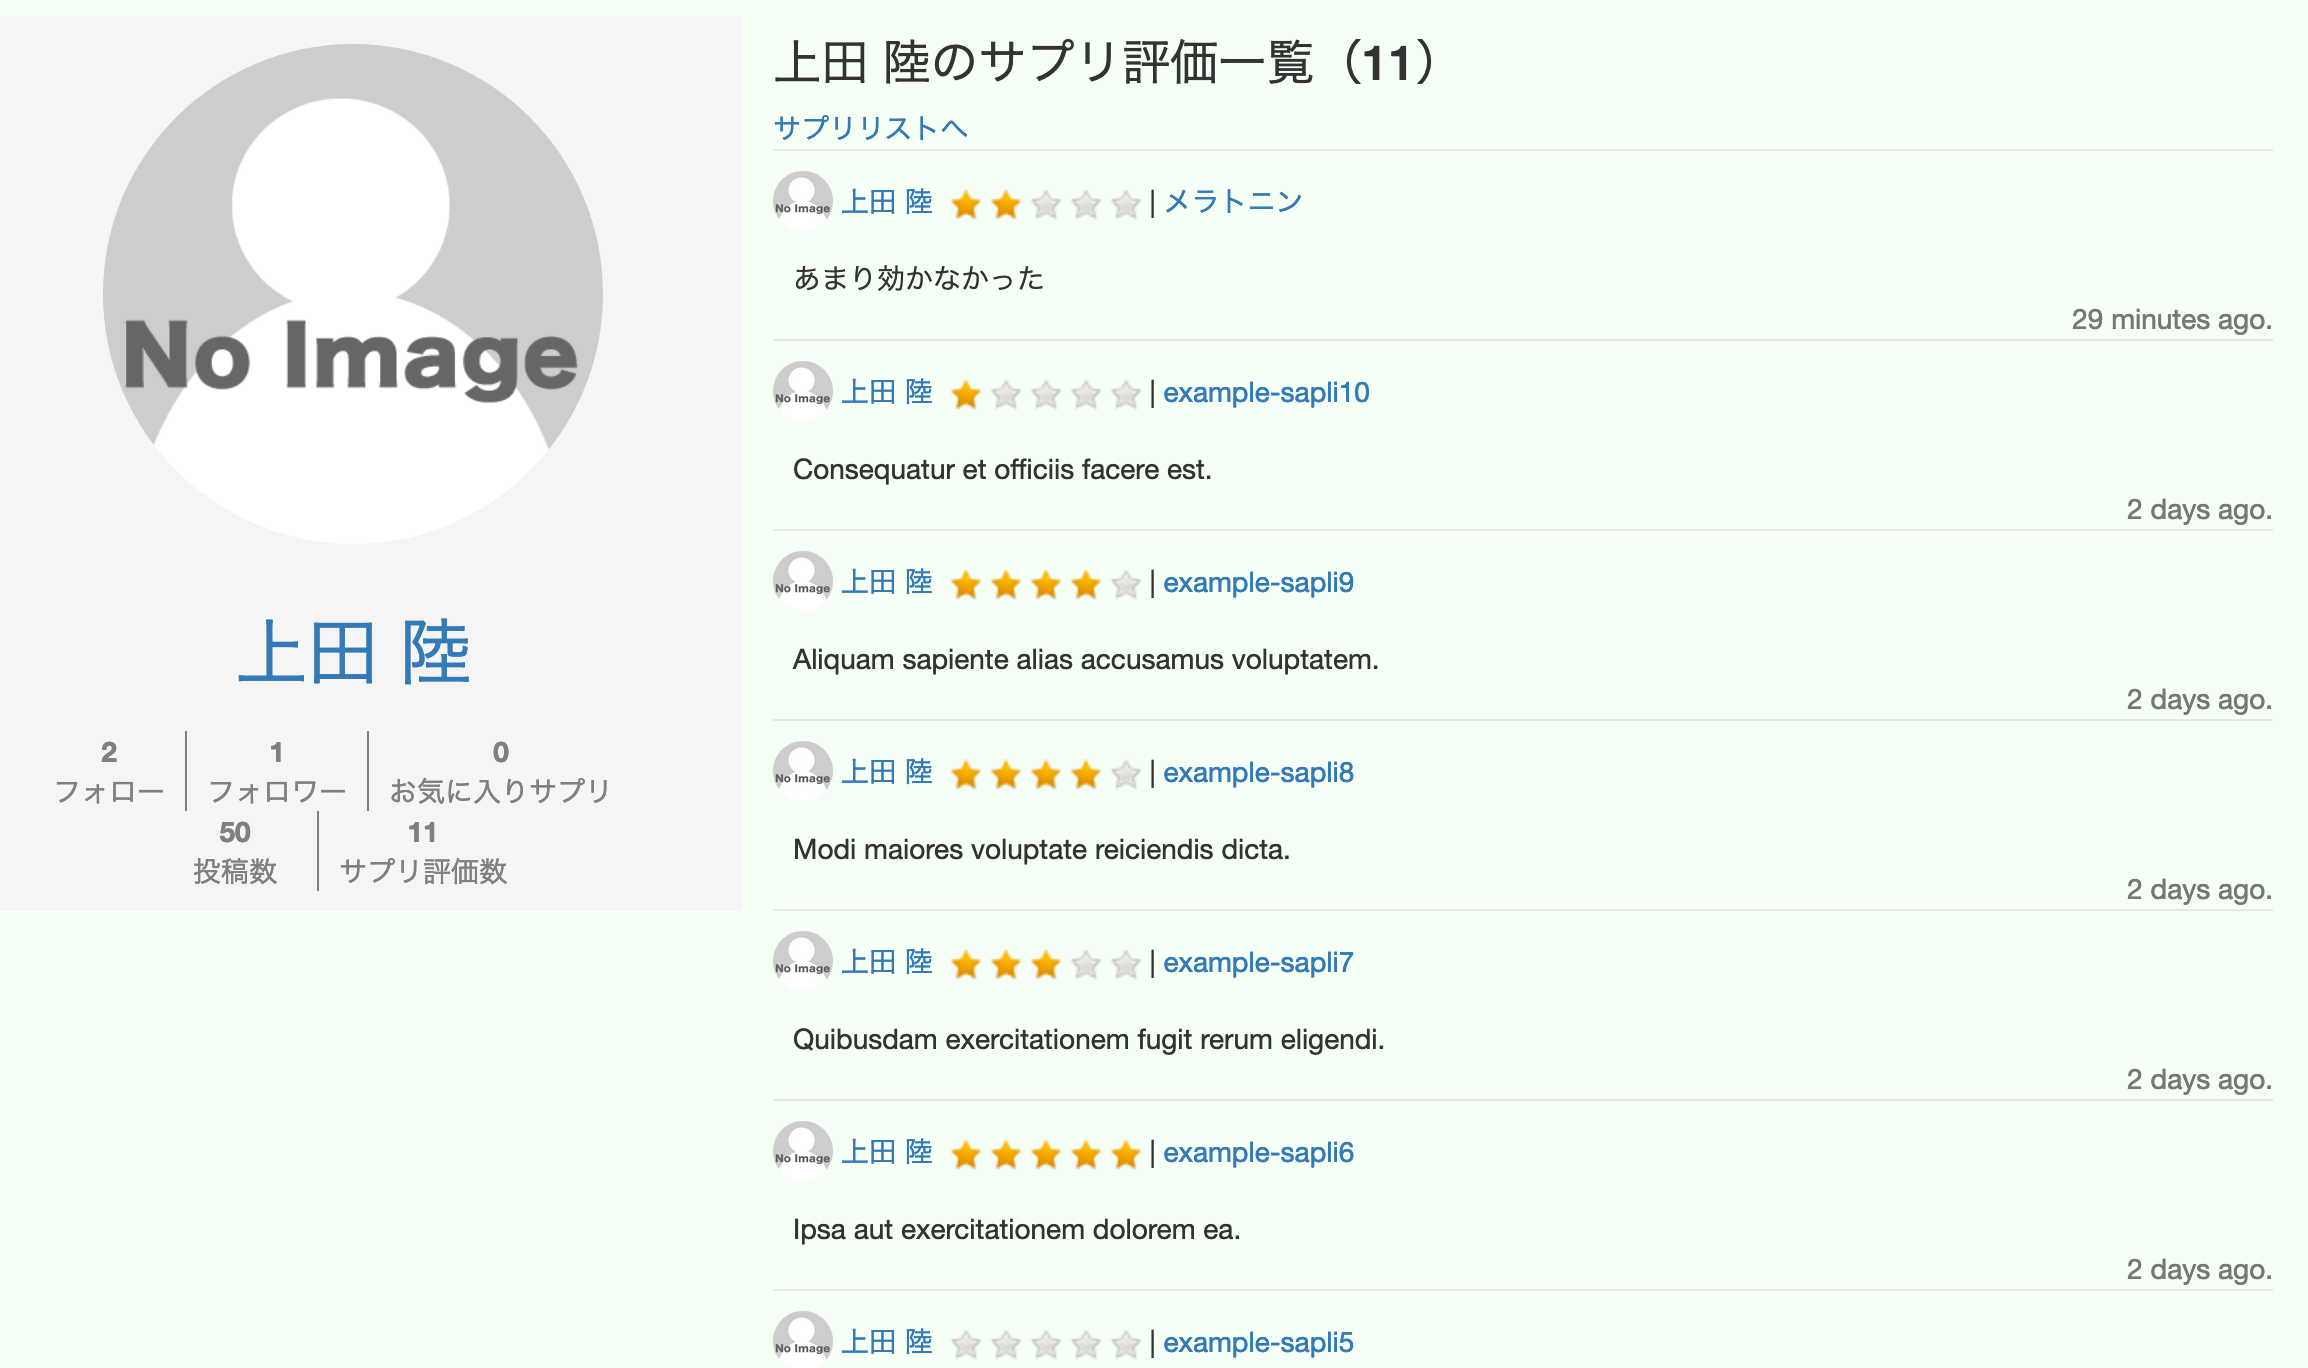 No Image
上田 陸
2
フォロー
1
フォロワー
0
お気に入りサプリ
50
投稿数
11
サプリ評価数
上田 陸のサプリ評価一覧（11）
サプリリストへ
No Image 上田 陸 | メラトニン
あまり効かなかった
29 minutes ago.
No Image 上田 陸 | example-sapli10
Consequatur et officiis facere est.
2 days ago.
No Image 上田 陸 | example-sapli9
Aliquam sapiente alias accusamus voluptatem.
2 days ago.
No Image 上田 陸 | example-sapli8
Modi maiores voluptate reiciendis dicta.
2 days ago.
No Image 上田 陸 | example-sapli7
Quibusdam exercitationem fugit rerum eligendi.
2 days ago.
No Image 上田 陸 | example-sapli6
Ipsa aut exercitationem dolorem ea.
2 days ago.
No Image 上田 陸 | example-sapli5